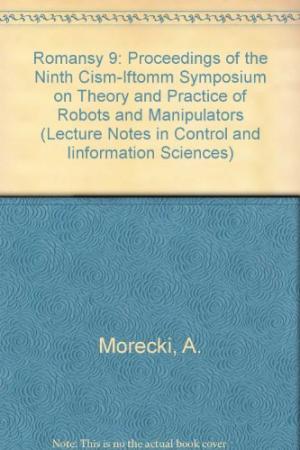 Romansy 9: Proceedings of the
Ninth Cism-Iftomm Symposium
on Theory and Practice of
Robots and Manipulators
(Lecture Notes in Control and
Iinformation Sciences)
Morecki, A.
Note: This is no the actual book cover